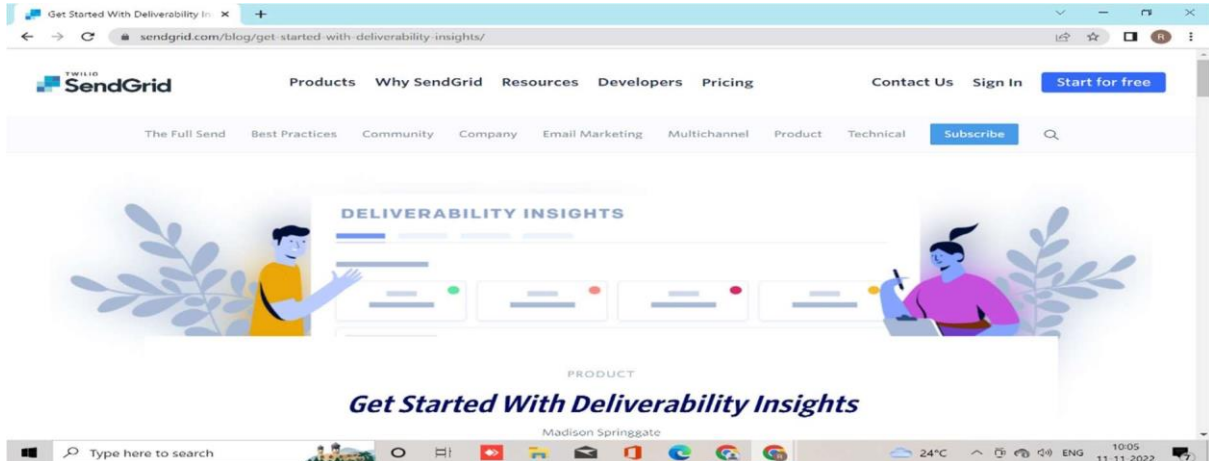 Get Started With Deliverability In
sendgrid.com/blog/get-started-with-deliverability-insights/
R
TWILIO
SendGrid
Products Why SendGrid Resources Developers Pricing Contact Us Sign In Start for free
The Full Send Best Practices Community Company Email Marketing Multichannel Product Technical Subscribe
DELIVERABILITY INSIGHTS
PRODUCT
Get Started With Deliverability Insights
Madison Springgate
Type here to search 24°C ENG 10:05
11-11-2022 7